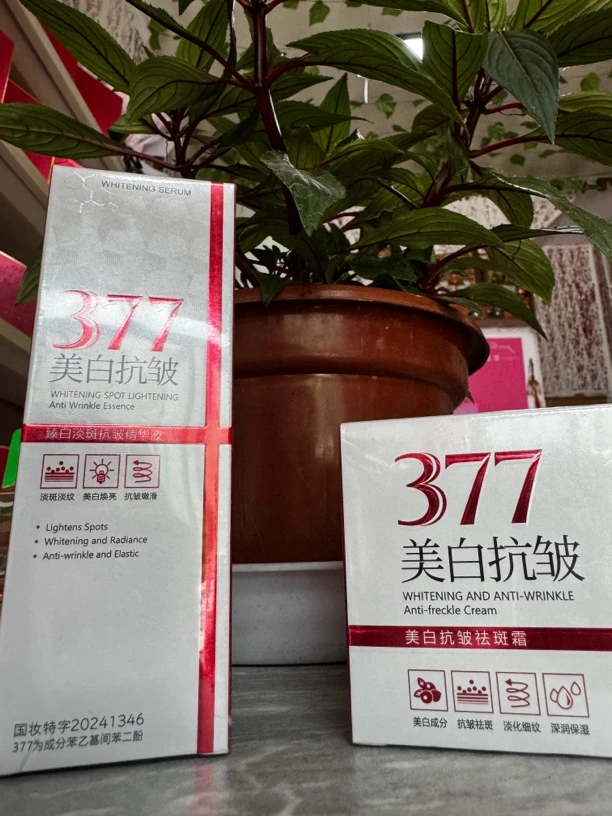 WHITENING SERUM
377
美白抗皱
WHITENING SPOT LIGHTENING
Anti Wrinkle Essence
臻白淡斑抗皱精华液
淡斑淡纹 美白焕亮 抗皱嫩滑
• Lightens Spots
• Whitening and Radiance
• Anti-wrinkle and Elastic
国妆特字20241346
377为成分苯乙基间苯二酚
377
美白抗皱
WHITENING AND ANTI-WRINKLE
Anti-freckle Cream
美白抗皱祛斑霜
美白成分 抗皱祛斑 淡化细纹 深润保湿